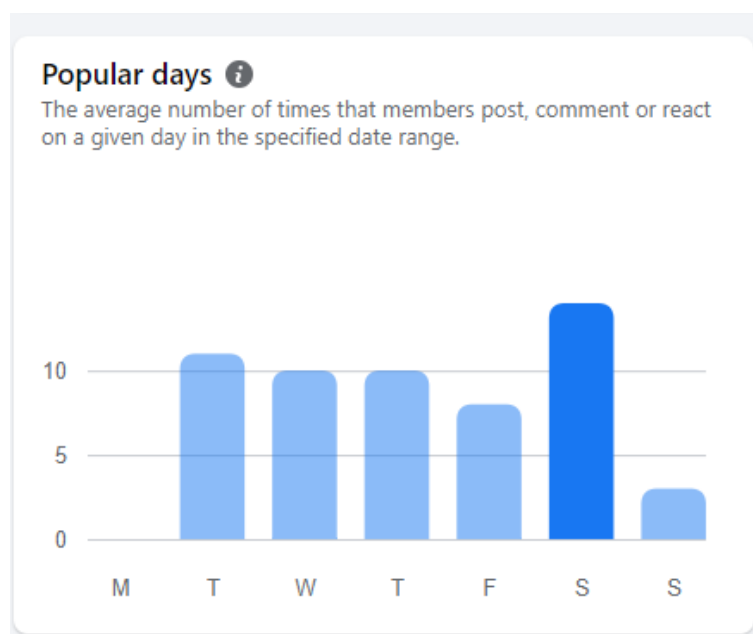 Popular days
The average number of times that members post, comment or react
on a given day in the specified date range.
10
5
0
M T W T F S S